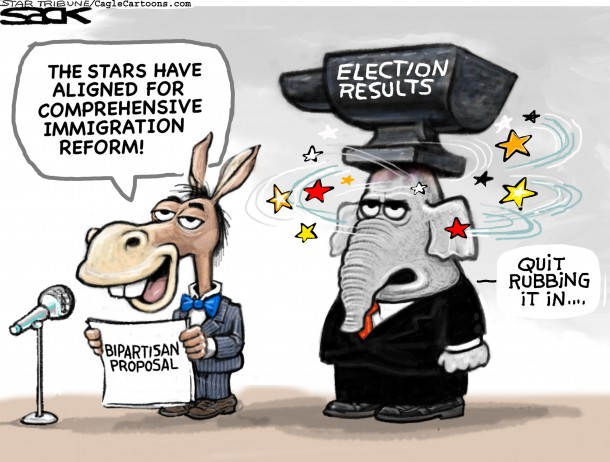 STAR TRIBUNE/CagleCartoons.com
SACK
THE STARS HAVE
ALIGNED FOR
COMPREHENSIVE
IMMIGRATION
REFORM!
ELECTION
RESULTS
QUIT
RUBBING
IT IN....
BIPARTISAN
PROPOSAL